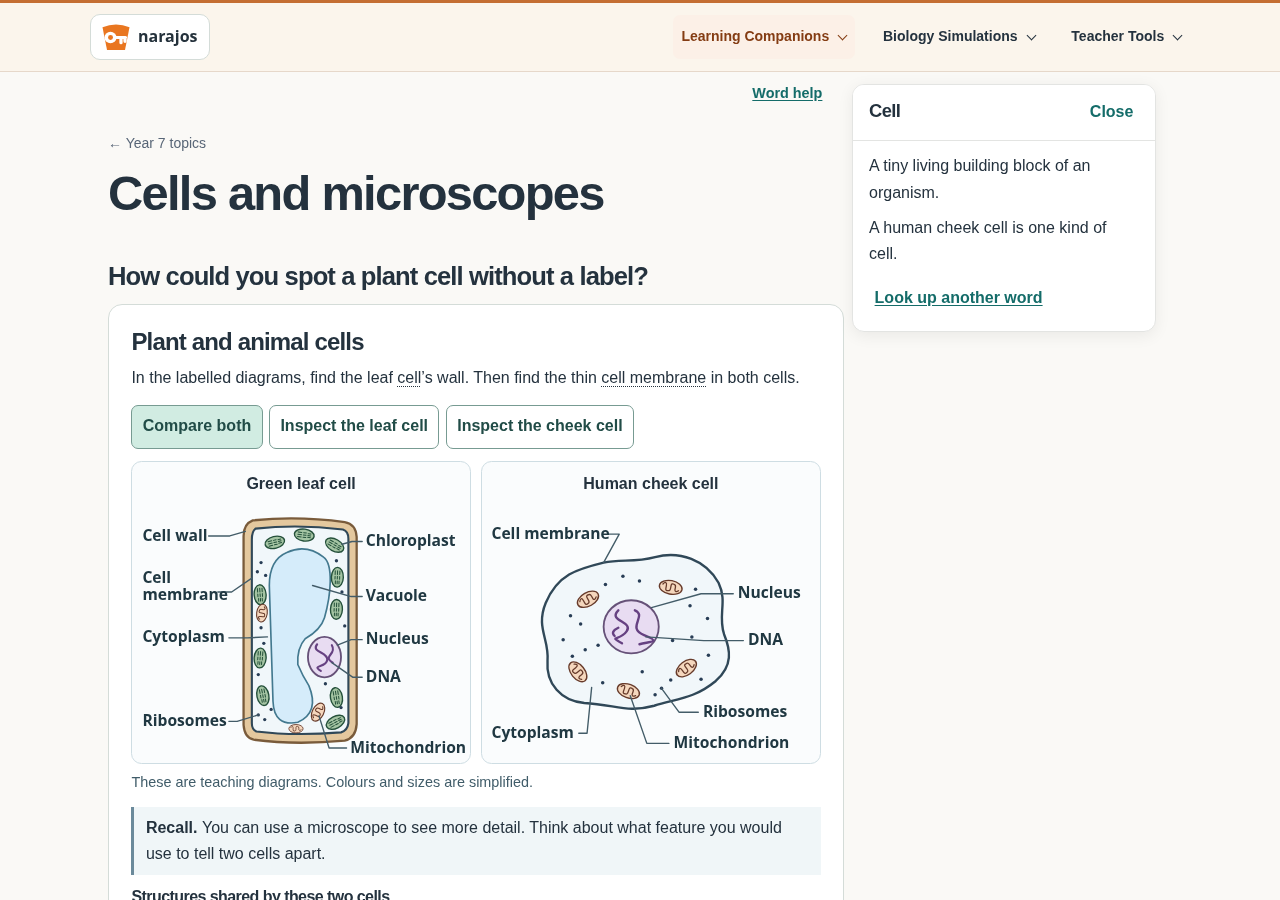 narajos
Learning Companions
Biology Simulations
Teacher Tools
Word help
← Year 7 topics
Cells and microscopes
How could you spot a plant cell without a label?
Plant and animal cells
In the labelled diagrams, find the leaf cell’s wall. Then find the thin cell membrane in both cells.
Compare both
Inspect the leaf cell
Inspect the cheek cell
Green leaf cell
Cell wall
Chloroplast
Cell
membrane
Vacuole
Cytoplasm
Nucleus
DNA
Ribosomes
Mitochondrion
Human cheek cell
Cell membrane
Nucleus
DNA
Ribosomes
Cytoplasm
Mitochondrion
These are teaching diagrams. Colours and sizes are simplified.
Recall. You can use a microscope to see more detail. Think about what feature you would
use to tell two cells apart.
Structures shared by these two cells
Cell
Close
A tiny living building block of an
organism.
A human cheek cell is one kind of
cell.
Look up another word